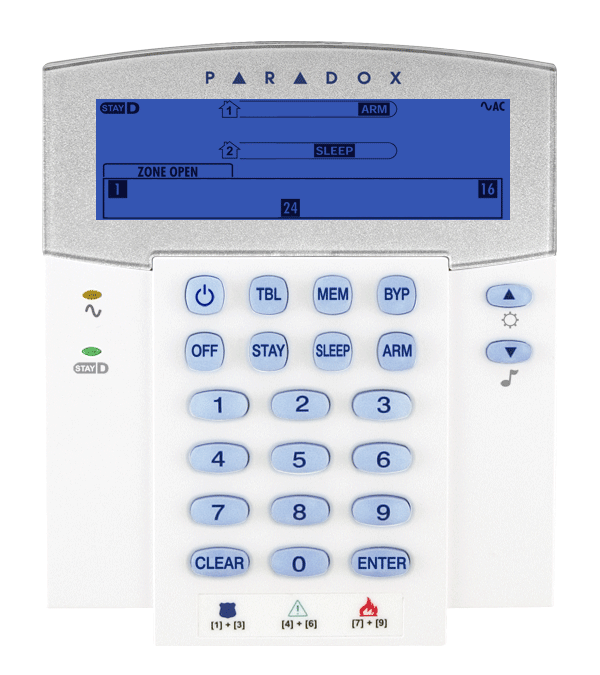 PARADOX
STAY D 1 ARM AC
2 SLEEP
ZONE OPEN
1 16
24
TBL MEM BYP
OFF STAY SLEEP ARM
STAY D
1 2 3
4 5 6
7 8 9
CLEAR 0 ENTER
[1] + [3] [4] + [6] [7] + [9]